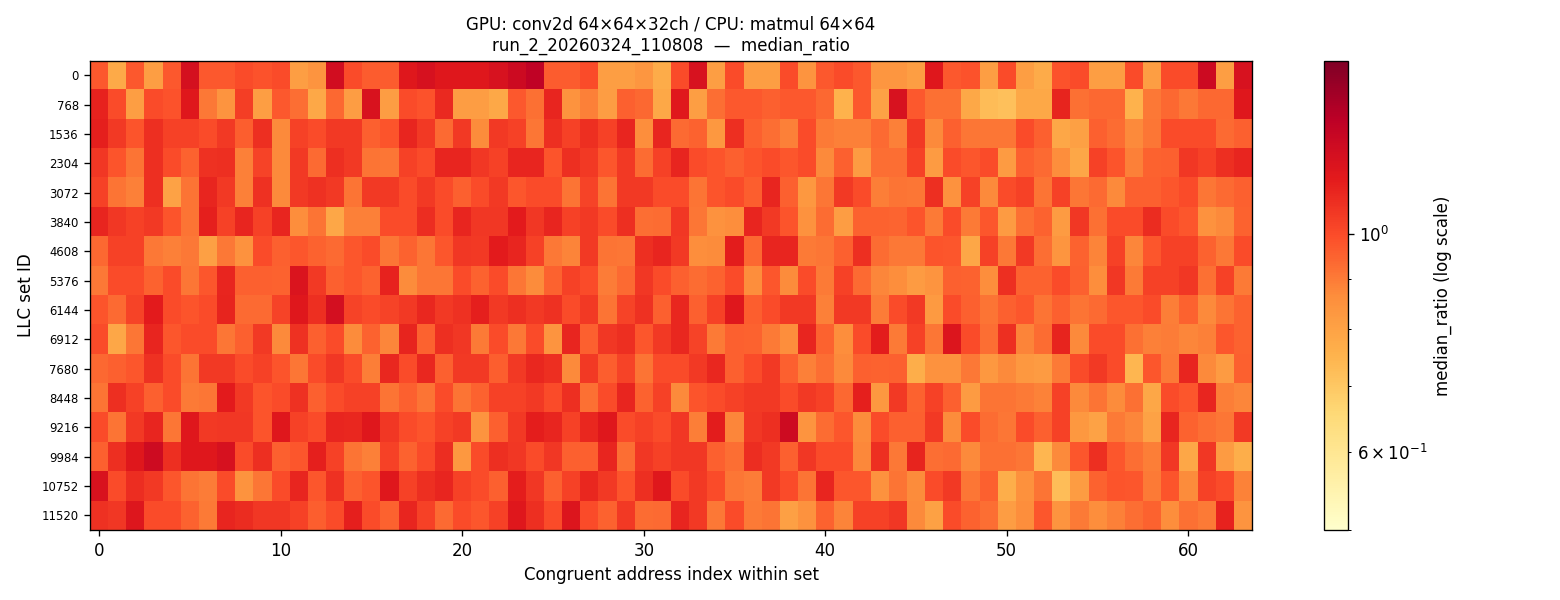 GPU: conv2d 64×64×32ch / CPU: matmul 64×64
run_2_20260324_110808 — median_ratio
LLC set ID
0
768
1536
2304
3072
3840
4608
5376
6144
6912
7680
8448
9216
9984
10752
11520
0 10 20 30 40 50 60
Congruent address index within set
10⁰
6 × 10⁻¹
median_ratio (log scale)